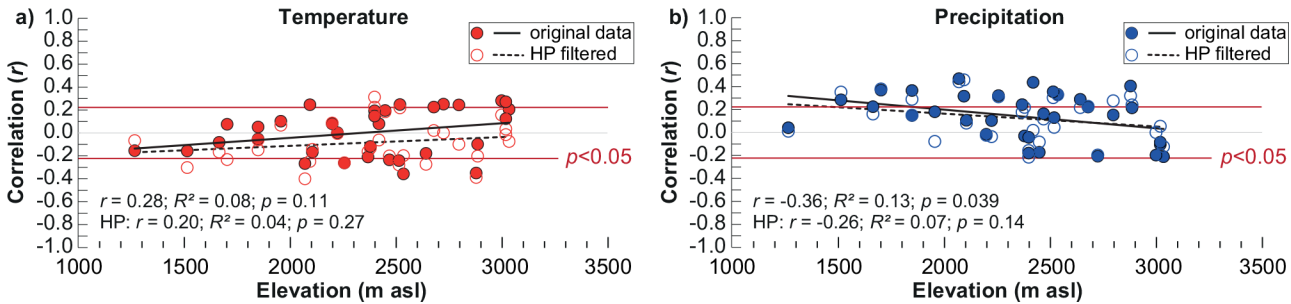 a)
Temperature
original data
HP filtered
Correlation (r)
1.0
0.8
0.6
0.4
0.2
0.0
-0.2
-0.4
-0.6
-0.8
-1.0
p<0.05
r = 0.28; R² = 0.08; p = 0.11
HP: r = 0.20; R² = 0.04; p = 0.27
1000 1500 2000 2500 3000 3500
Elevation (m asl)
b)
Precipitation
original data
HP filtered
Correlation (r)
1.0
0.8
0.6
0.4
0.2
0.0
-0.2
-0.4
-0.6
-0.8
-1.0
p<0.05
r = -0.36; R² = 0.13; p = 0.039
HP: r = -0.26; R² = 0.07; p = 0.14
1000 1500 2000 2500 3000 3500
Elevation (m asl)